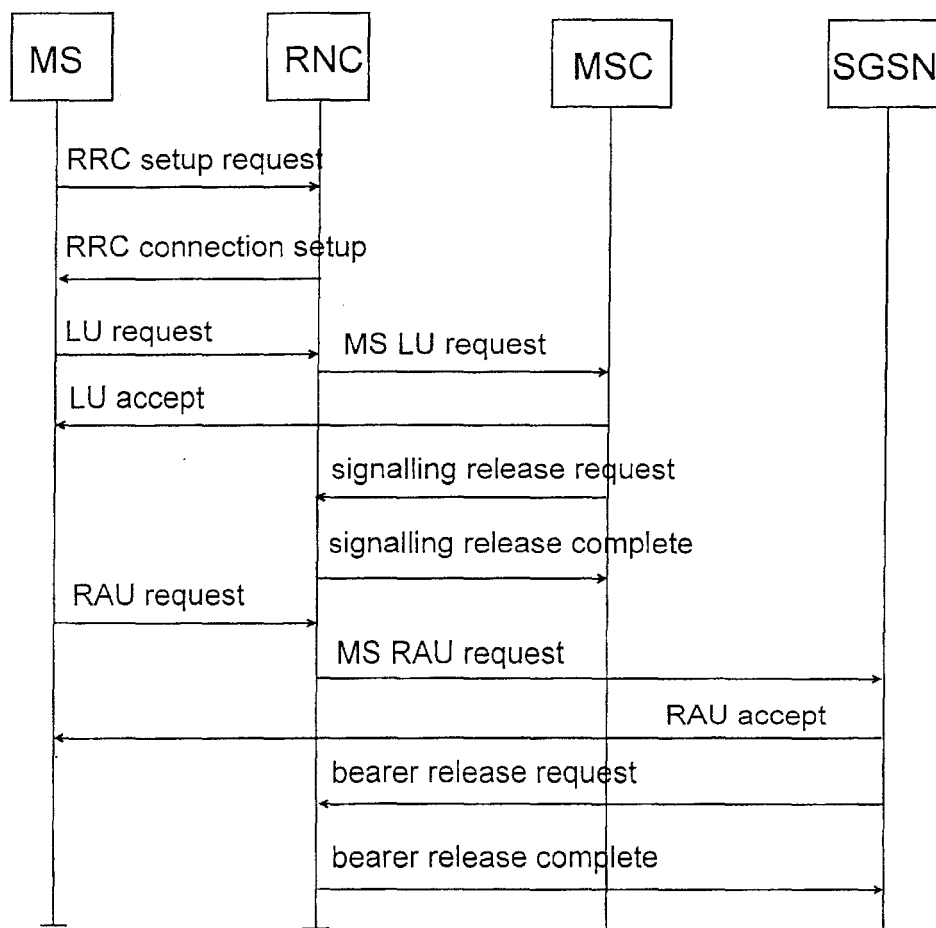 MS
RNC
MSC
SGSN
RRC setup request
RRC connection setup
LU request
MS LU request
LU accept
signalling release request
signalling release complete
RAU request
MS RAU request
RAU accept
bearer release request
bearer release complete